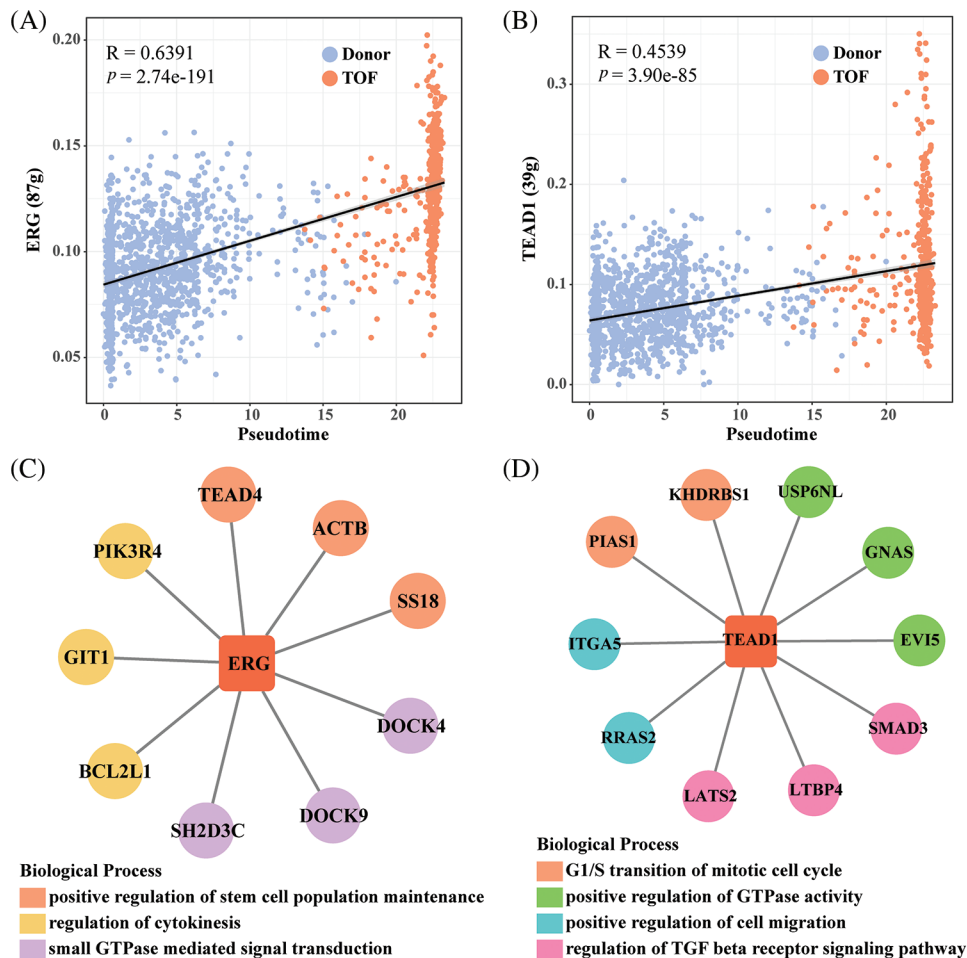 (A)
R = 0.6391
p = 2.74e-191
Donor
TOF
ERG (87g)
0.20
0.15
0.10
0.05
0 5 10 15 20
Pseudotime
(B)
R = 0.4539
p = 3.90e-85
Donor
TOF
TEAD1 (39g)
0.3
0.2
0.1
0.0
0 5 10 15 20
Pseudotime
(C)
TEAD4
ACTB
PIK3R4
SS18
GIT1
ERG
DOCK4
BCL2L1
DOCK9
SH2D3C
Biological Process
positive regulation of stem cell population maintenance
regulation of cytokinesis
small GTPase mediated signal transduction
(D)
KHDRBS1
USP6NL
PIAS1
GNAS
ITGA5
TEAD1
EVI5
RRAS2
SMAD3
LATS2
LTBP4
Biological Process
G1/S transition of mitotic cell cycle
positive regulation of GTPase activity
positive regulation of cell migration
regulation of TGF beta receptor signaling pathway